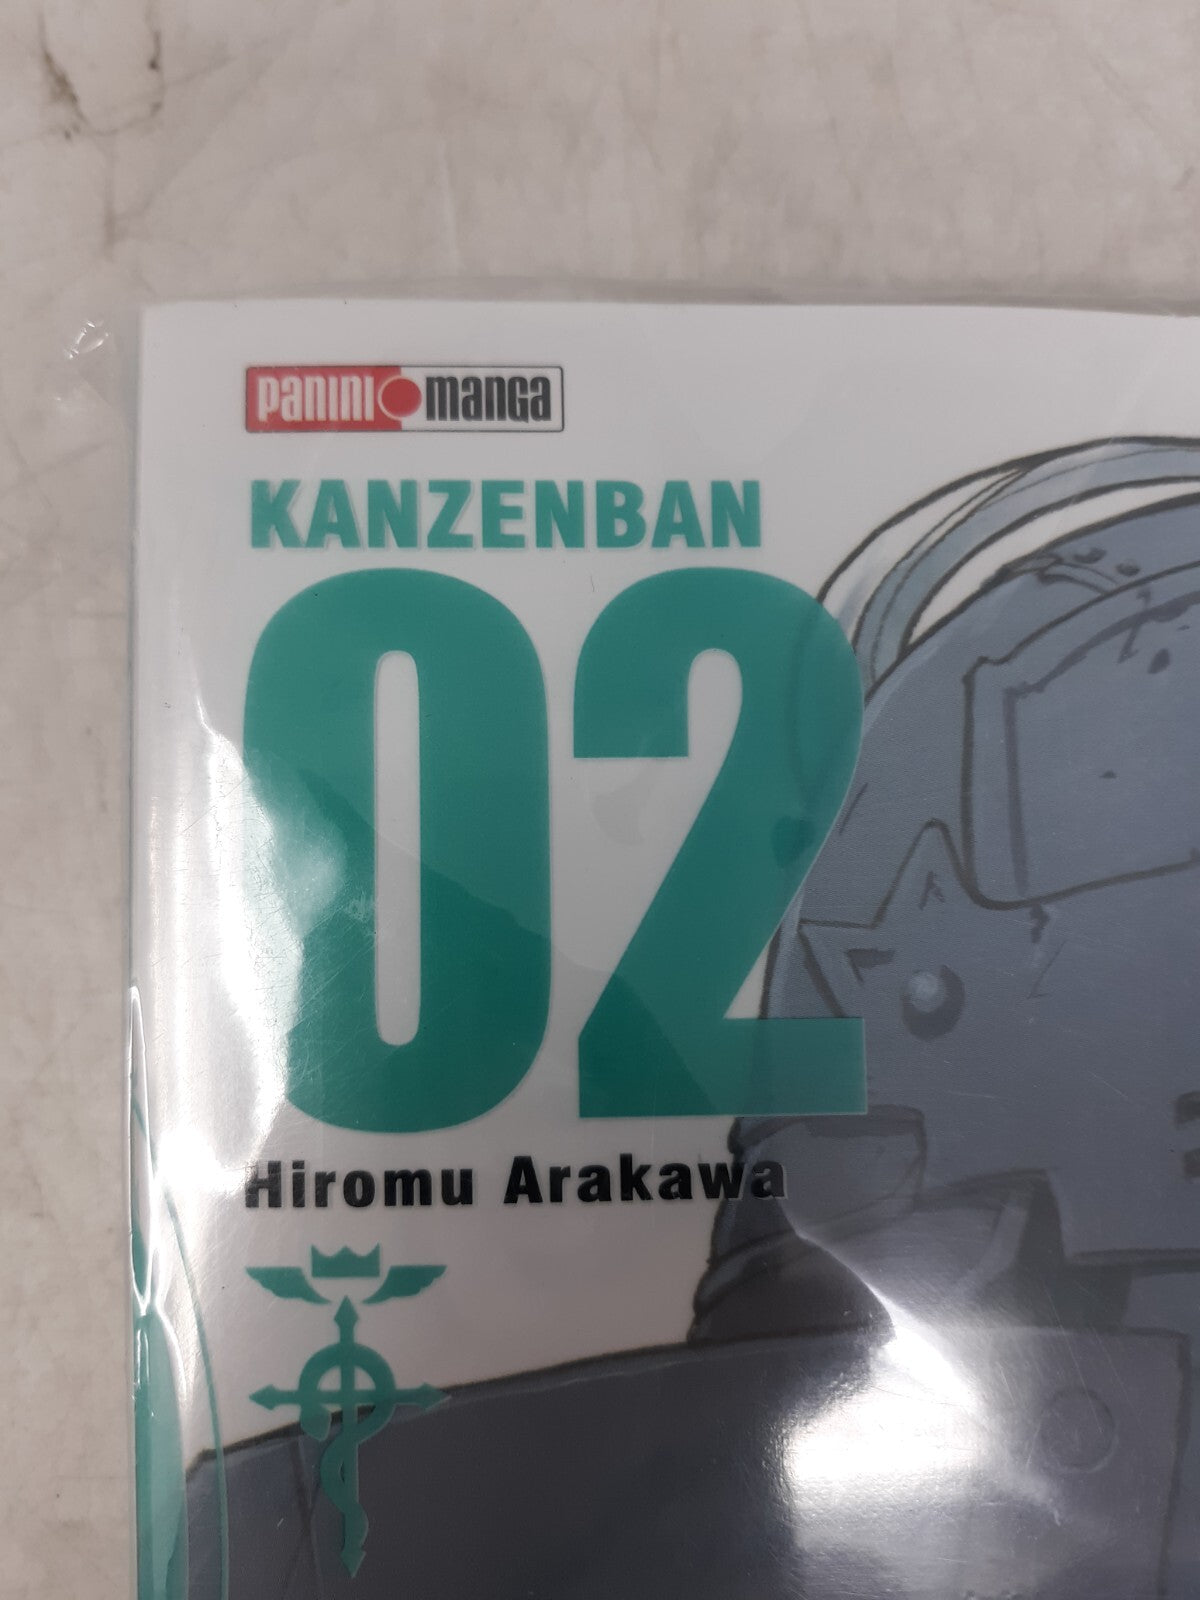 panini manga
KANZENBAN
02
Hiromu Arakawa